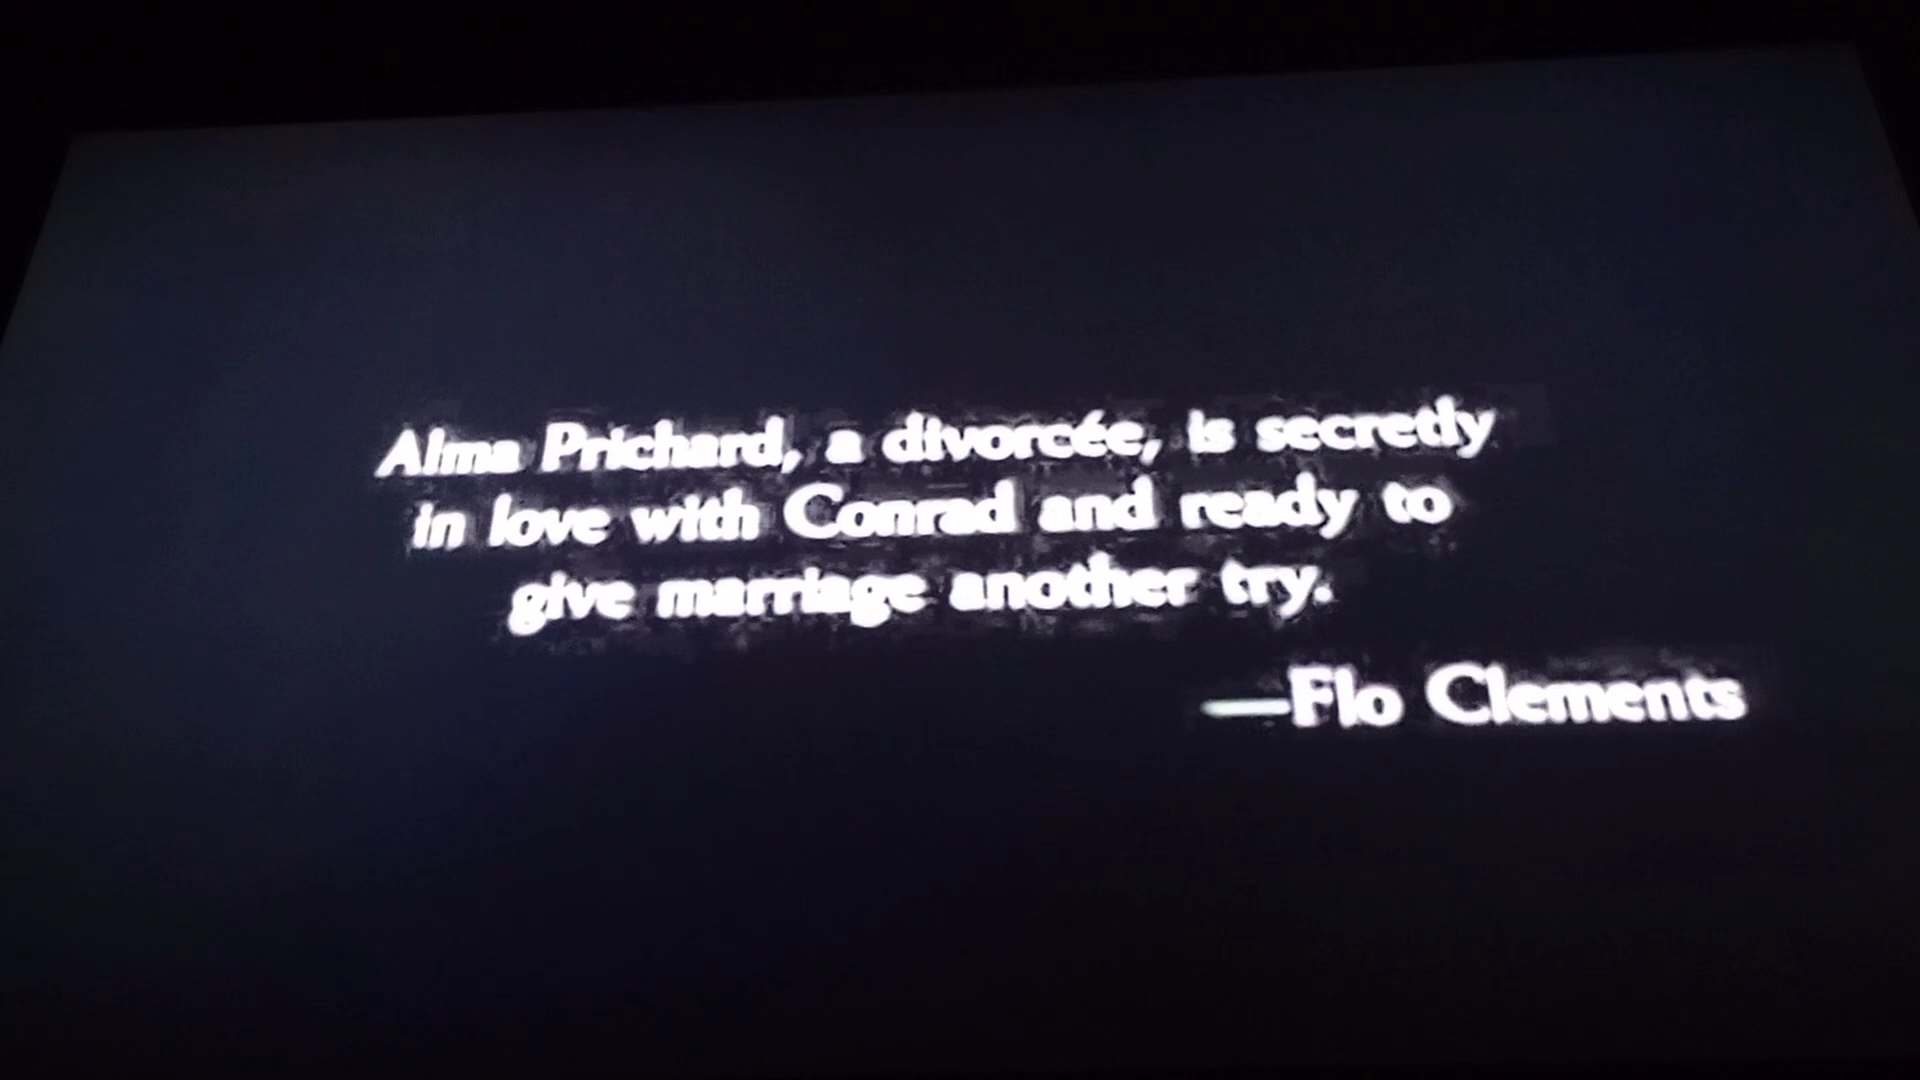 Alma Prichard, a divorcée, is secretly
in love with Conrad and ready to
give marriage another try.
—Flo Clements